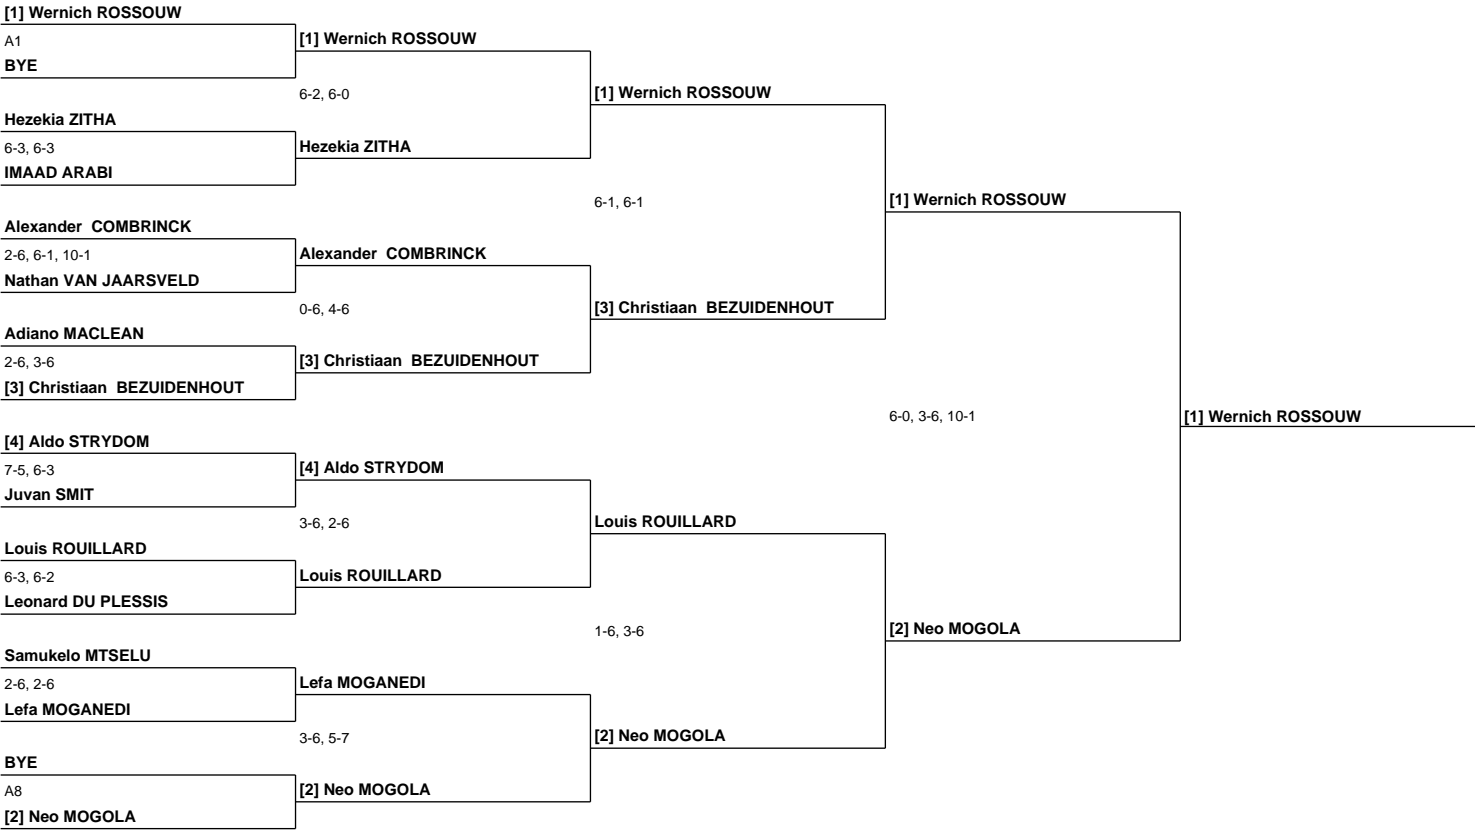 [1] Wernich ROSSOUW
A1
BYE
[1] Wernich ROSSOUW
6-2, 6-0
Hezekia ZITHA
6-3, 6-3
IMAAD ARABI
Hezekia ZITHA
[1] Wernich ROSSOUW
6-1, 6-1
Alexander  COMBRINCK
2-6, 6-1, 10-1
Nathan VAN JAARSVELD
Alexander  COMBRINCK
0-6, 4-6
Adiano MACLEAN
2-6, 3-6
[3] Christiaan  BEZUIDENHOUT
[3] Christiaan  BEZUIDENHOUT
[3] Christiaan  BEZUIDENHOUT
[1] Wernich ROSSOUW
6-0, 3-6, 10-1
[1] Wernich ROSSOUW
[4] Aldo STRYDOM
7-5, 6-3
Juvan SMIT
[4] Aldo STRYDOM
3-6, 2-6
Louis ROUILLARD
6-3, 6-2
Leonard DU PLESSIS
Louis ROUILLARD
Louis ROUILLARD
1-6, 3-6
Samukelo MTSELU
2-6, 2-6
Lefa MOGANEDI
Lefa MOGANEDI
3-6, 5-7
BYE
A8
[2] Neo MOGOLA
[2] Neo MOGOLA
[2] Neo MOGOLA
[2] Neo MOGOLA